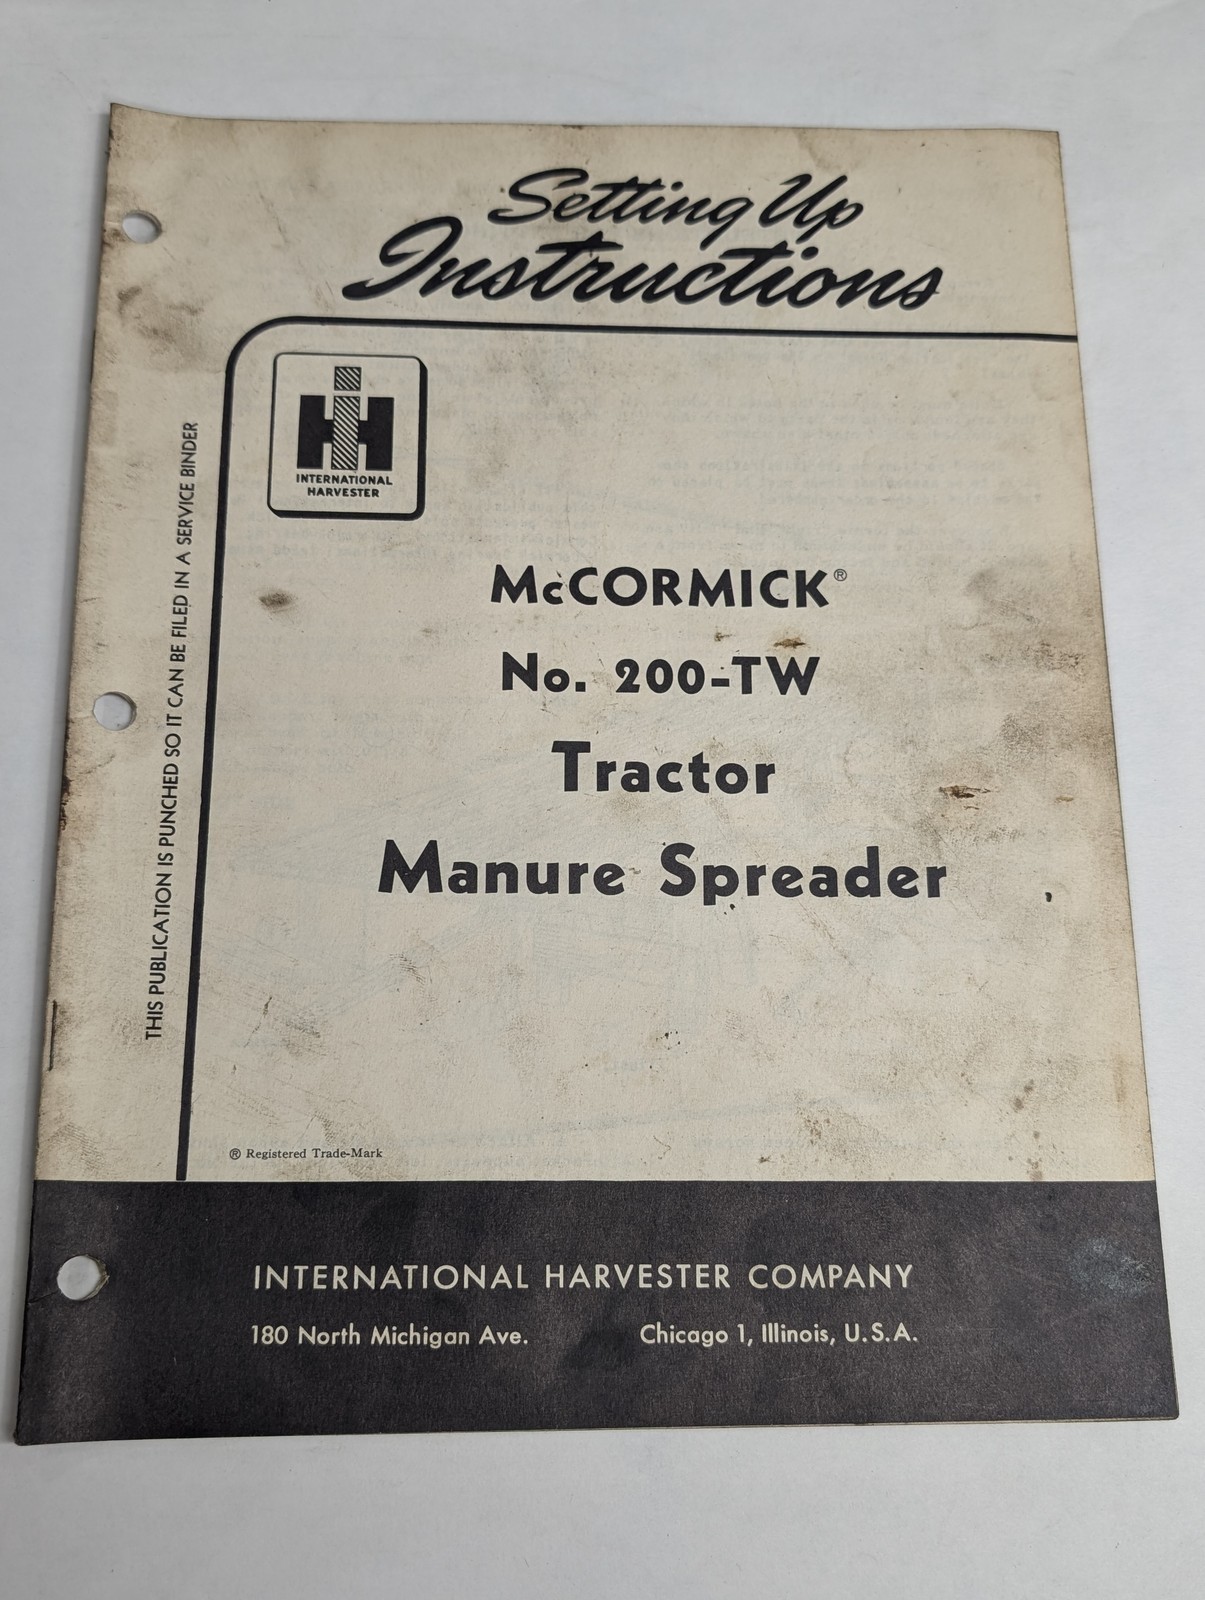 Setting Up
Instructions
IH
INTERNATIONAL
HARVESTER
THIS PUBLICATION IS PUNCHED SO IT CAN BE FILED IN A SERVICE BINDER
McCORMICK®
No. 200-TW
Tractor
Manure Spreader
® Registered Trade-Mark
INTERNATIONAL HARVESTER COMPANY
180 North Michigan Ave. Chicago 1, Illinois, U.S.A.